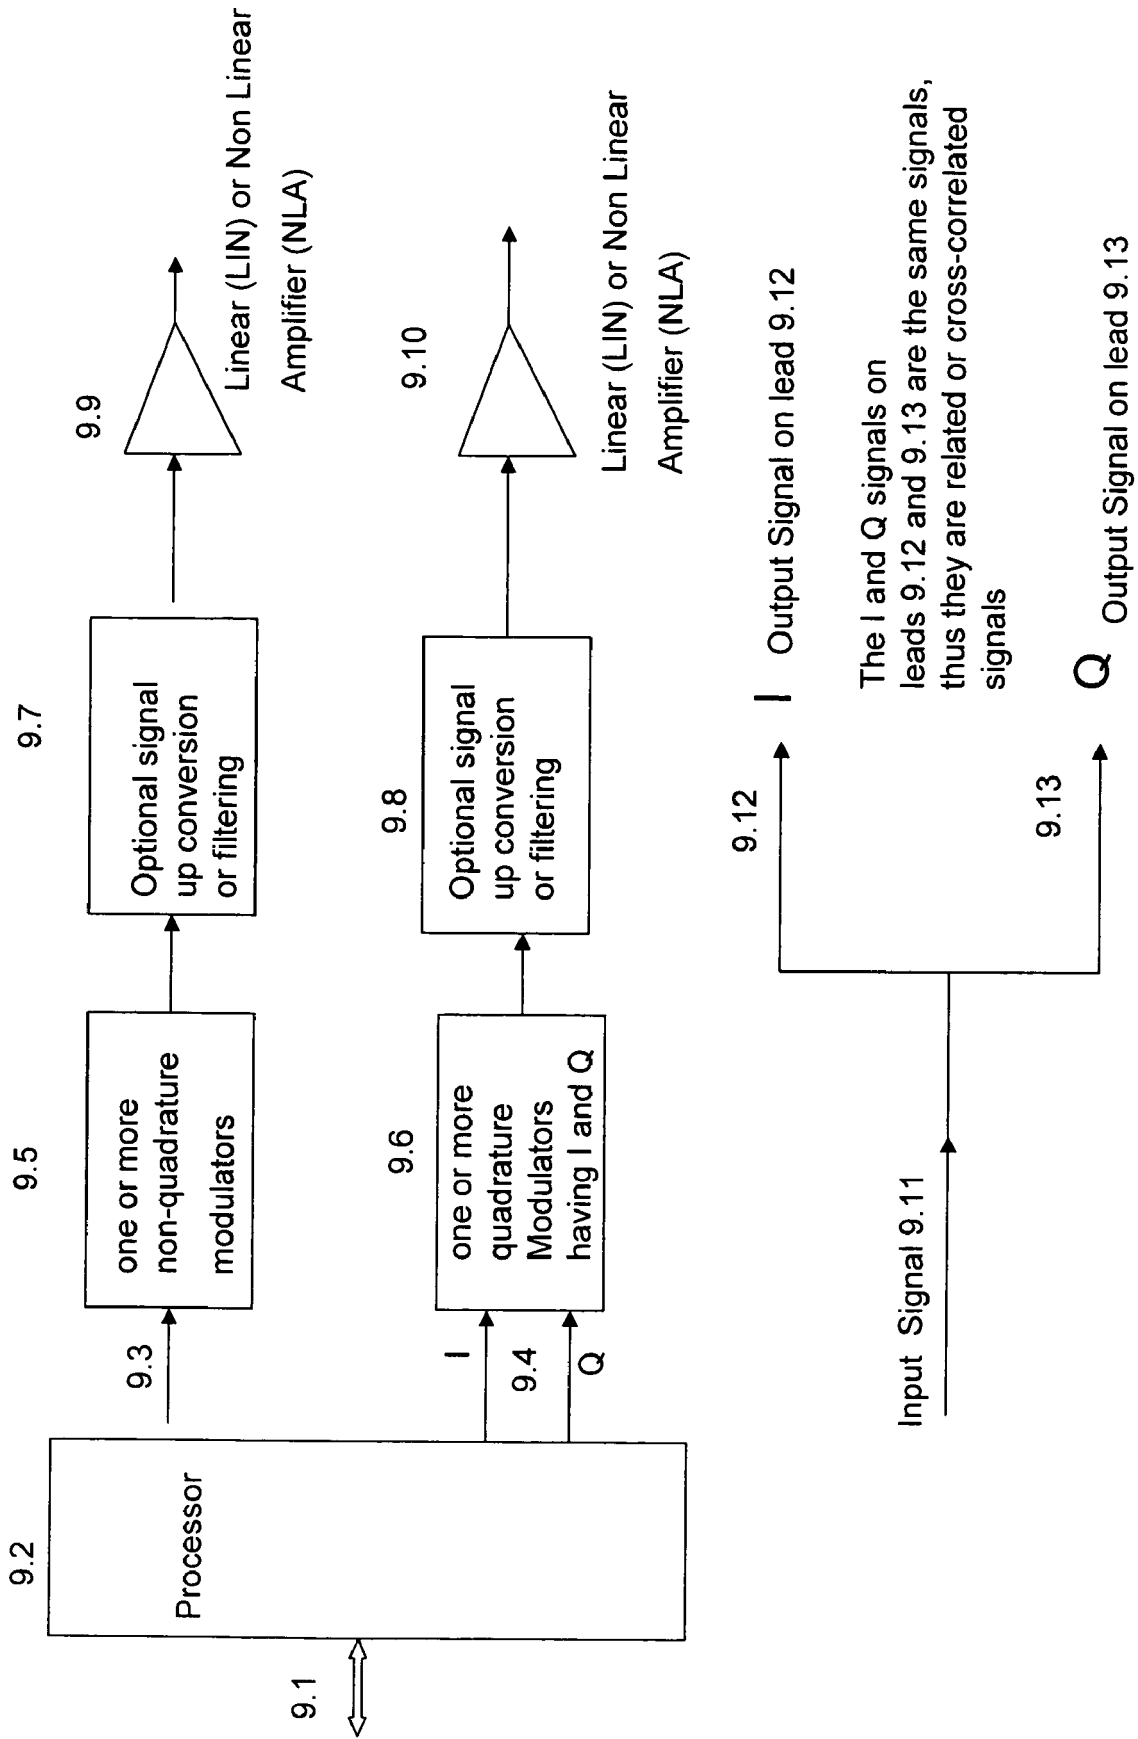 9.1
9.2
Processor
9.3
9.5
one or more
non-quadrature
modulators
9.7
Optional signal
up conversion
or filtering
9.9
Linear (LIN) or Non Linear
Amplifier (NLA)
I
9.4
Q
9.6
one or more
quadrature
Modulators
having I and Q
9.8
Optional signal
up conversion
or filtering
9.10
Linear (LIN) or Non Linear
Amplifier (NLA)
Input Signal 9.11
9.12
I Output Signal on lead 9.12
The I and Q signals on
leads 9.12 and 9.13 are the same signals,
thus they are related or cross-correlated
signals
9.13
Q Output Signal on lead 9.13